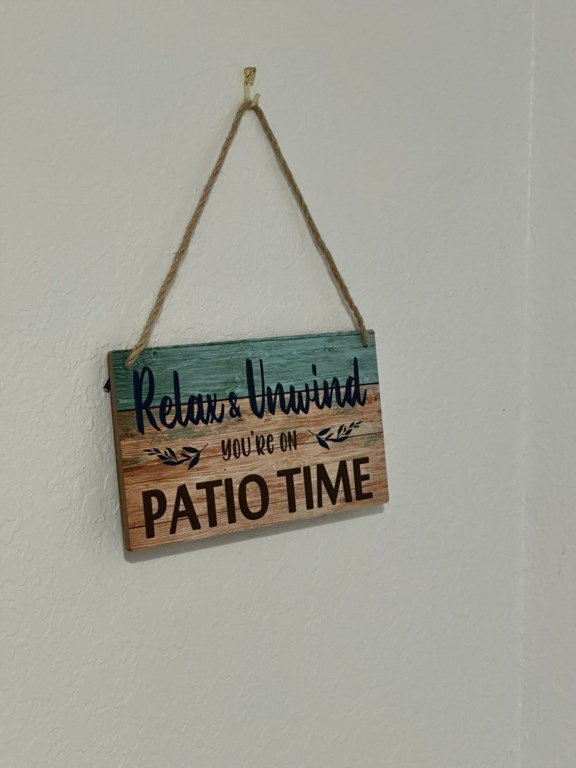 Relax & Unwind
YOU'RE ON
PATIO TIME